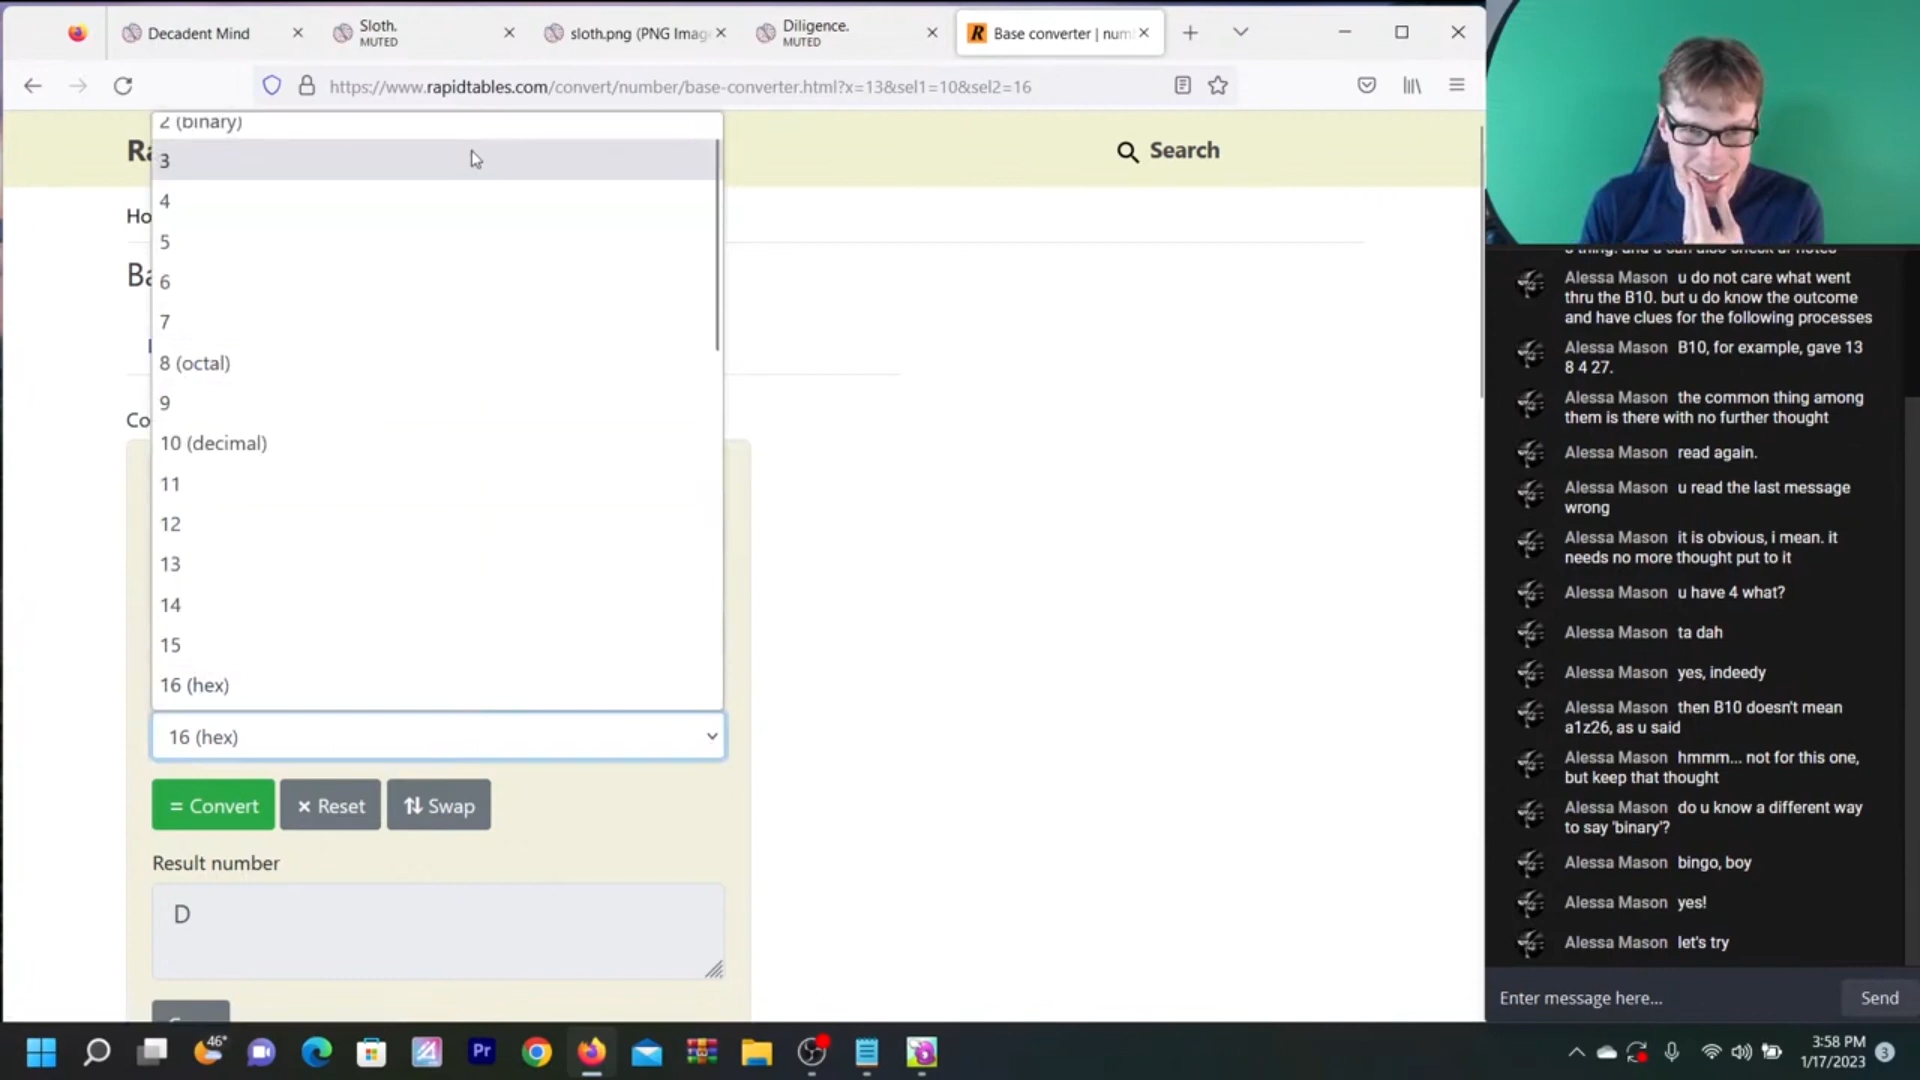 Decadent Mind
Sloth.
MUTED
sloth.png (PNG Imag
Diligence.
MUTED
R Base converter | num
https://www.rapidtables.com/convert/number/base-converter.html?x=13&sel1=10&sel2=16
2 (binary)
3
4
5
6
7
8 (octal)
9
10 (decimal)
11
12
13
14
15
16 (hex)
Ra
Search
Ho
Ba
Co
16 (hex)
= Convert
× Reset
Swap
Result number
D
Alessa Mason u do not care what went
thru the B10. but u do know the outcome
and have clues for the following processes
Alessa Mason B10, for example, gave 13
8 4 27.
Alessa Mason the common thing among
them is there with no further thought
Alessa Mason read again.
Alessa Mason u read the last message
wrong
Alessa Mason it is obvious, i mean. it
needs no more thought put to it
Alessa Mason u have 4 what?
Alessa Mason ta dah
Alessa Mason yes, indeedy
Alessa Mason then B10 doesn't mean
a1z26, as u said
Alessa Mason hmmm... not for this one,
but keep that thought
Alessa Mason do u know a different way
to say 'binary'?
Alessa Mason bingo, boy
Alessa Mason yes!
Alessa Mason let's try
Enter message here...
Send
46°
Pr
3:58 PM
1/17/2023
3